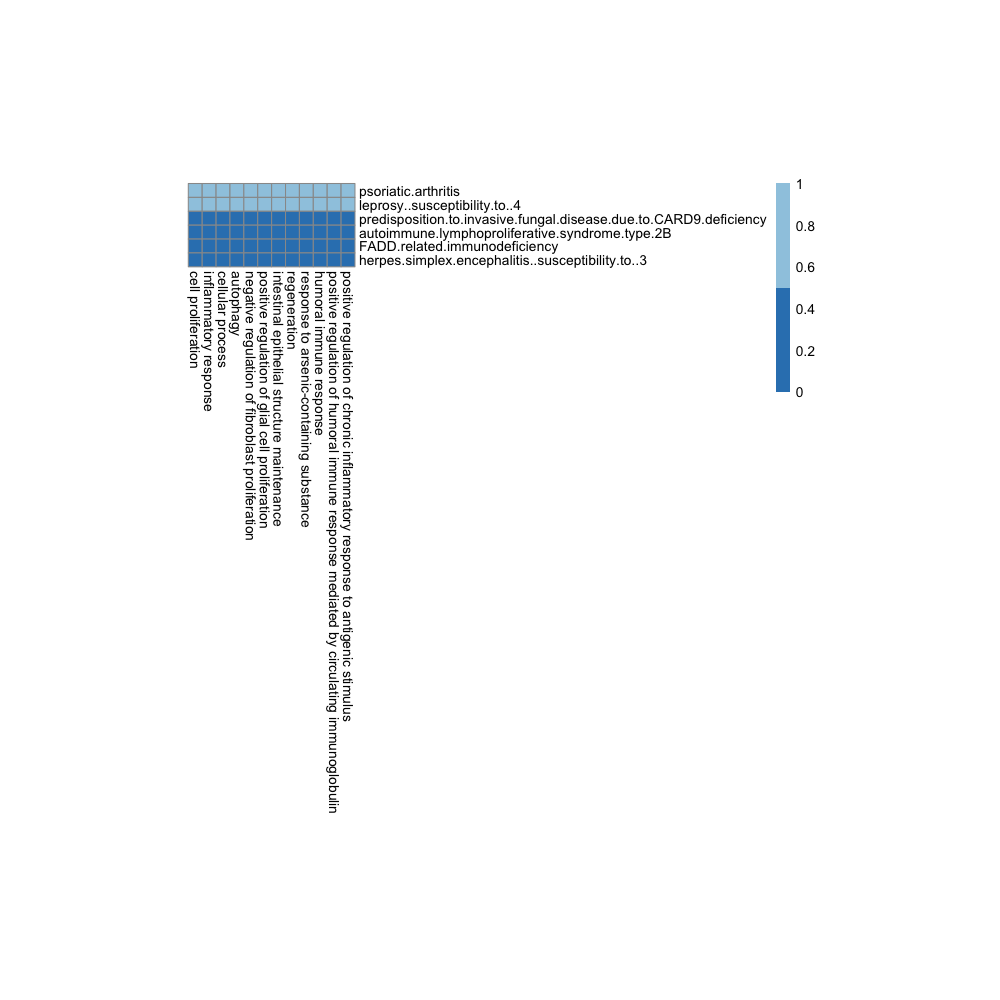 psoriatic.arthritis
leprosy..susceptibility.to..4
predisposition.to.invasive.fungal.disease.due.to.CARD9.deficiency
autoimmune.lymphoproliferative.syndrome.type.2B
FADD.related.immunodeficiency
herpes.simplex.encephalitis..susceptibility.to..3
1
0.8
0.6
0.4
0.2
0
cell proliferation
inflammatory response
cellular process
autophagy
negative regulation of fibroblast proliferation
positive regulation of glial cell proliferation
intestinal epithelial structure maintenance
regeneration
response to arsenic-containing substance
humoral immune response
positive regulation of humoral immune response mediated by circulating immunoglobulin
positive regulation of chronic inflammatory response to antigenic stimulus